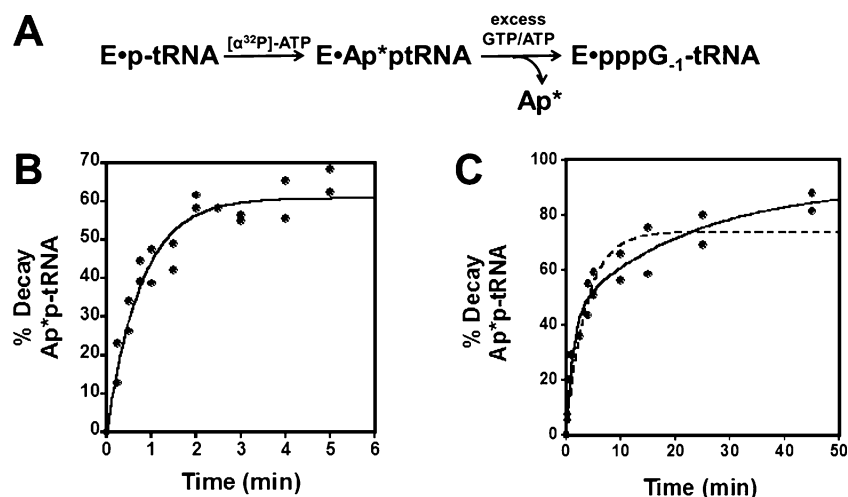 A
E•p-tRNA [α³²P]-ATP E•Ap*ptRNA excess GTP/ATP E•pppG₋₁-tRNA
Ap*
B
% Decay
Ap*p-tRNA
70
60
50
40
30
20
10
0
0 1 2 3 4 5 6
Time (min)
C
% Decay
Ap*p-tRNA
100
80
60
40
20
0
0 10 20 30 40 50
Time (min)